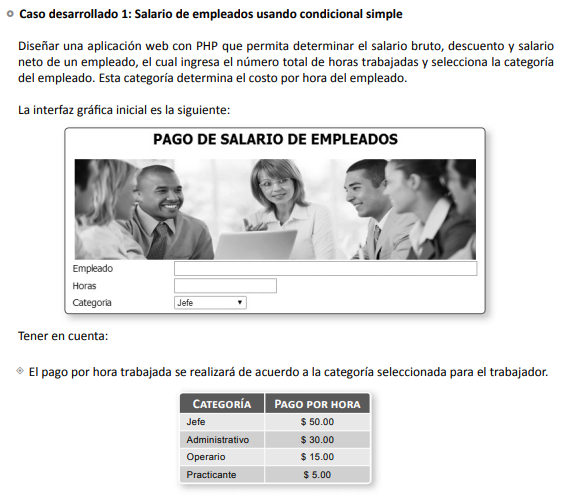 Caso desarrollado 1: Salario de empleados usando condicional simple
Diseñar una aplicación web con PHP que permita determinar el salario bruto, descuento y salario
neto de un empleado, el cual ingresa el número total de horas trabajadas y selecciona la categoría
del empleado. Esta categoría determina el costo por hora del empleado.
La interfaz gráfica inicial es la siguiente:
PAGO DE SALARIO DE EMPLEADOS
Empleado
Horas
Categoria Jefe
Tener en cuenta:
El pago por hora trabajada se realizará de acuerdo a la categoría seleccionada para el trabajador.
CATEGORÍA PAGO POR HORA
Jefe $ 50.00
Administrativo $ 30.00
Operario $ 15.00
Practicante $ 5.00